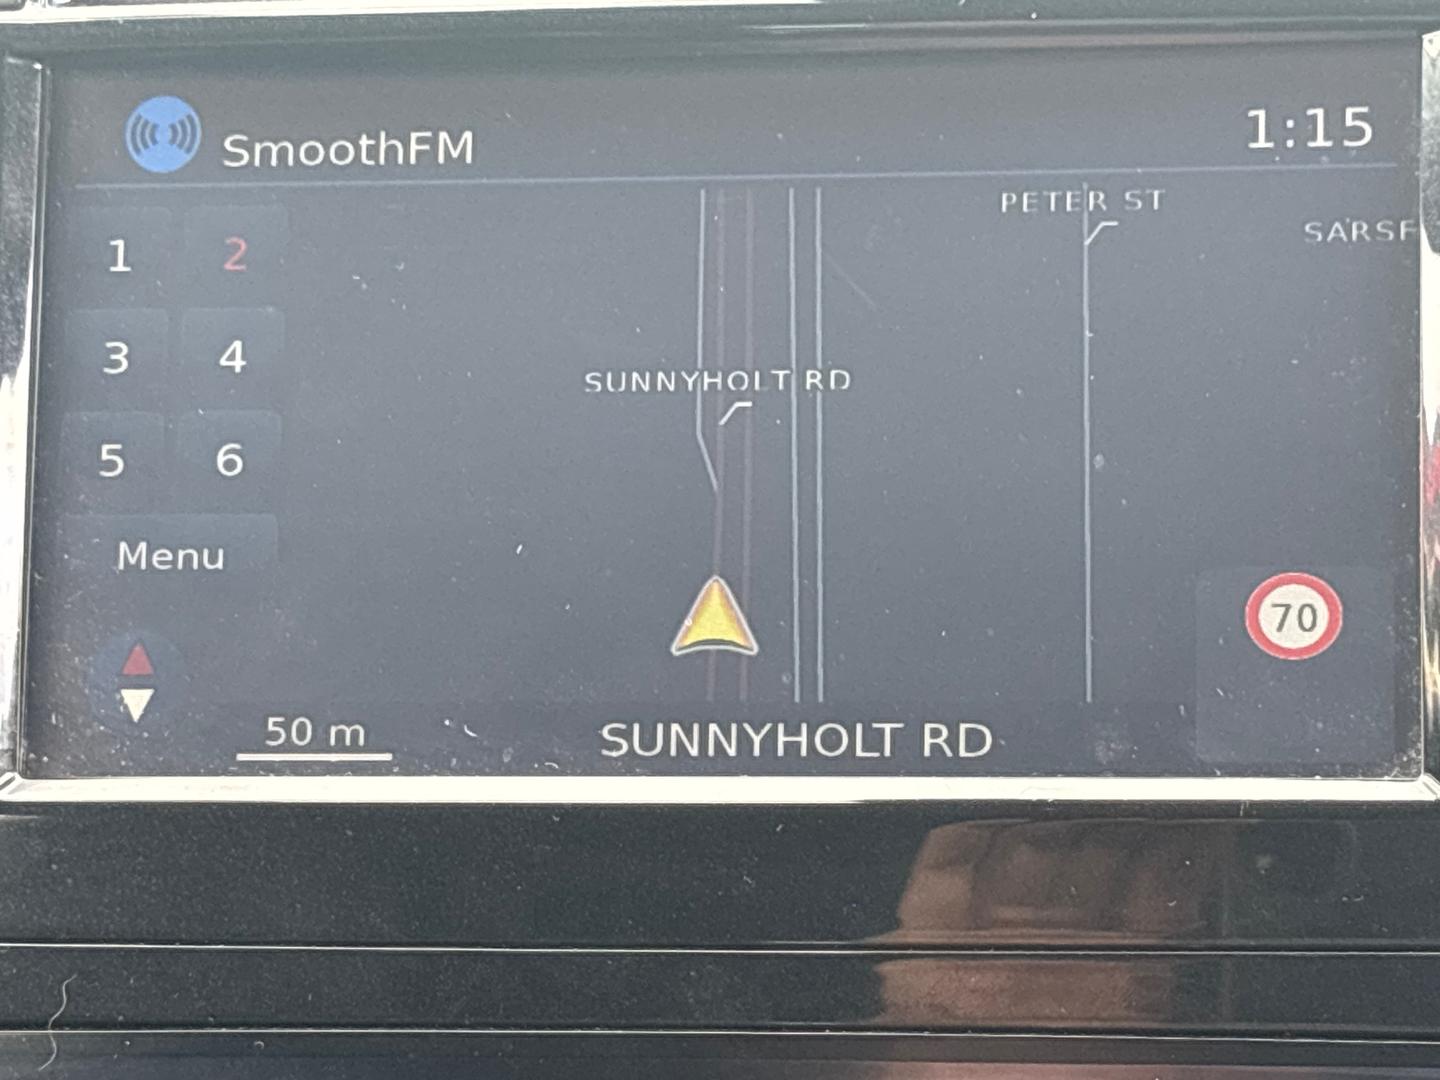 SmoothFM
1:15
PETER ST
SARSF
1 2
3 4
SUNNYHOLT RD
5 6
Menu
70
50 m
SUNNYHOLT RD